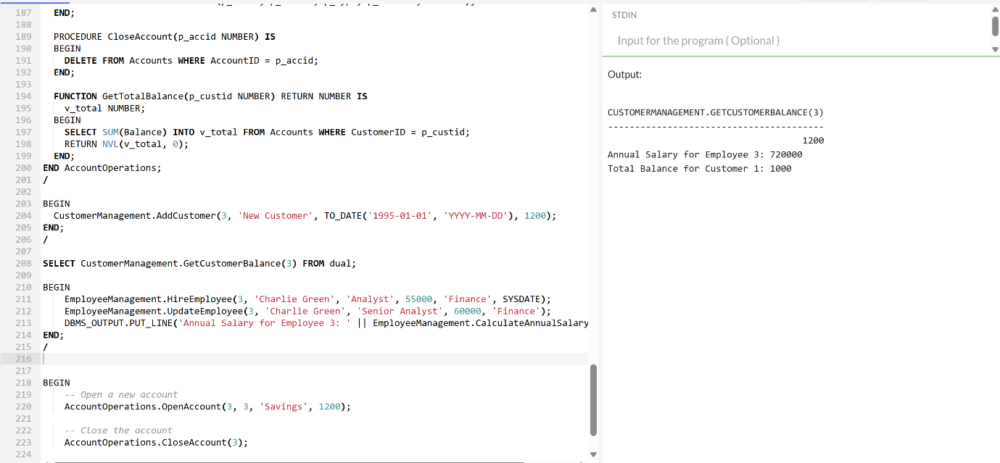 187 END;
188
189 PROCEDURE CloseAccount(p_accid NUMBER) IS
190 BEGIN
191 DELETE FROM Accounts WHERE AccountID = p_accid;
192 END;
193
194 FUNCTION GetTotalBalance(p_custid NUMBER) RETURN NUMBER IS
195 v_total NUMBER;
196 BEGIN
197 SELECT SUM(Balance) INTO v_total FROM Accounts WHERE CustomerID = p_custid;
198 RETURN NVL(v_total, 0);
199 END;
200 END AccountOperations;
201 /
202
203 BEGIN
204 CustomerManagement.AddCustomer(3, 'New Customer', TO_DATE('1995-01-01', 'YYYY-MM-DD'), 1200);
205 END;
206 /
207
208 SELECT CustomerManagement.GetCustomerBalance(3) FROM dual;
209
210 BEGIN
211 EmployeeManagement.HireEmployee(3, 'Charlie Green', 'Analyst', 55000, 'Finance', SYSDATE);
212 EmployeeManagement.UpdateEmployee(3, 'Charlie Green', 'Senior Analyst', 60000, 'Finance');
213 DBMS_OUTPUT.PUT_LINE('Annual Salary for Employee 3: ' || EmployeeManagement.CalculateAnnualSalary
214 END;
215 /
216
217
218 BEGIN
219 -- Open a new account
220 AccountOperations.OpenAccount(3, 3, 'Savings', 1200);
221
222 -- Close the account
223 AccountOperations.CloseAccount(3);
224
STDIN
Input for the program ( Optional )
Output:
CUSTOMERMANAGEMENT.GETCUSTOMERBALANCE(3)
----------------------------------------
1200
Annual Salary for Employee 3: 720000
Total Balance for Customer 1: 1000